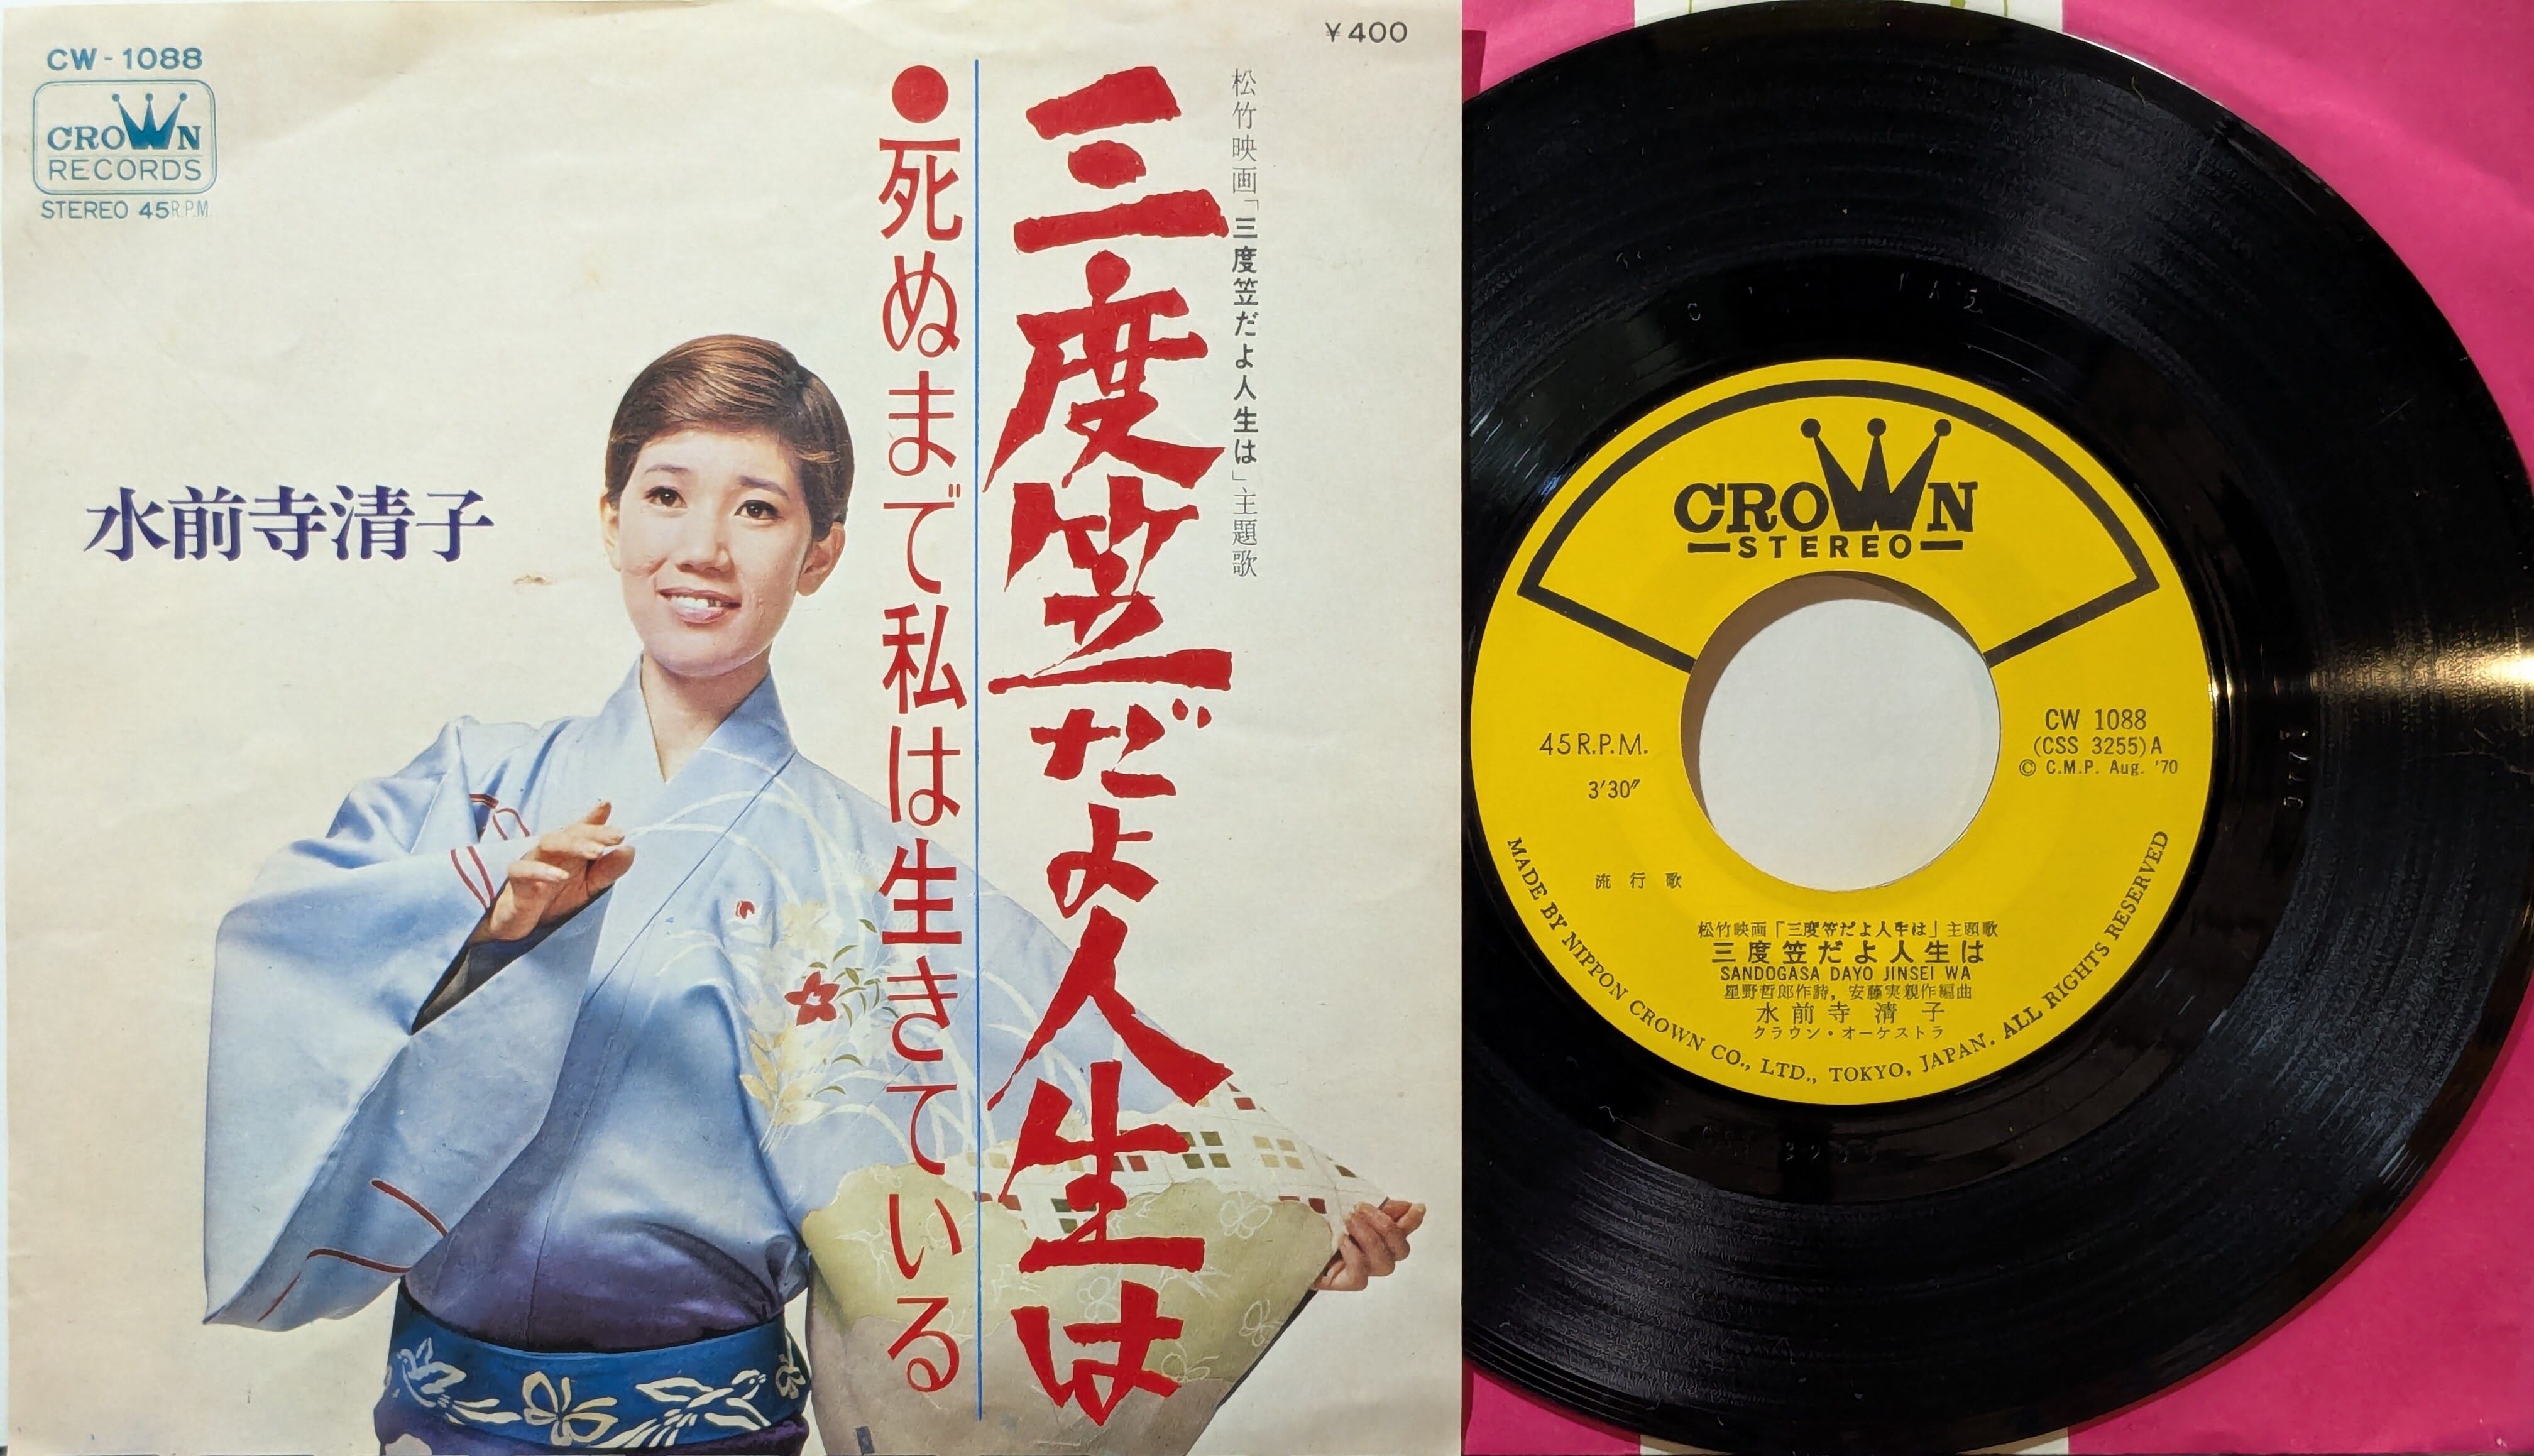 CW-1088
CROWN
RECORDS
STEREO 45 R.P.M.
¥400
松竹映画「三度笠だよ人生は」主題歌
三度笠だよ人生は
●死ぬまで私は生きている
水前寺清子
CROWN
STEREO
45 R.P.M.
3'30″
CW 1088
(CSS 3255) A
© C.M.P. Aug. '70
流行歌
松竹映画「三度笠だよ人生は」主題歌
三度笠だよ人生は
SANDOGASA DAYO JINSEI WA
星野哲郎作詩，安藤実親作編曲
水前寺清子
クラウン・オーケストラ
MADE BY NIPPON CROWN CO., LTD., TOKYO, JAPAN. ALL RIGHTS RESERVED